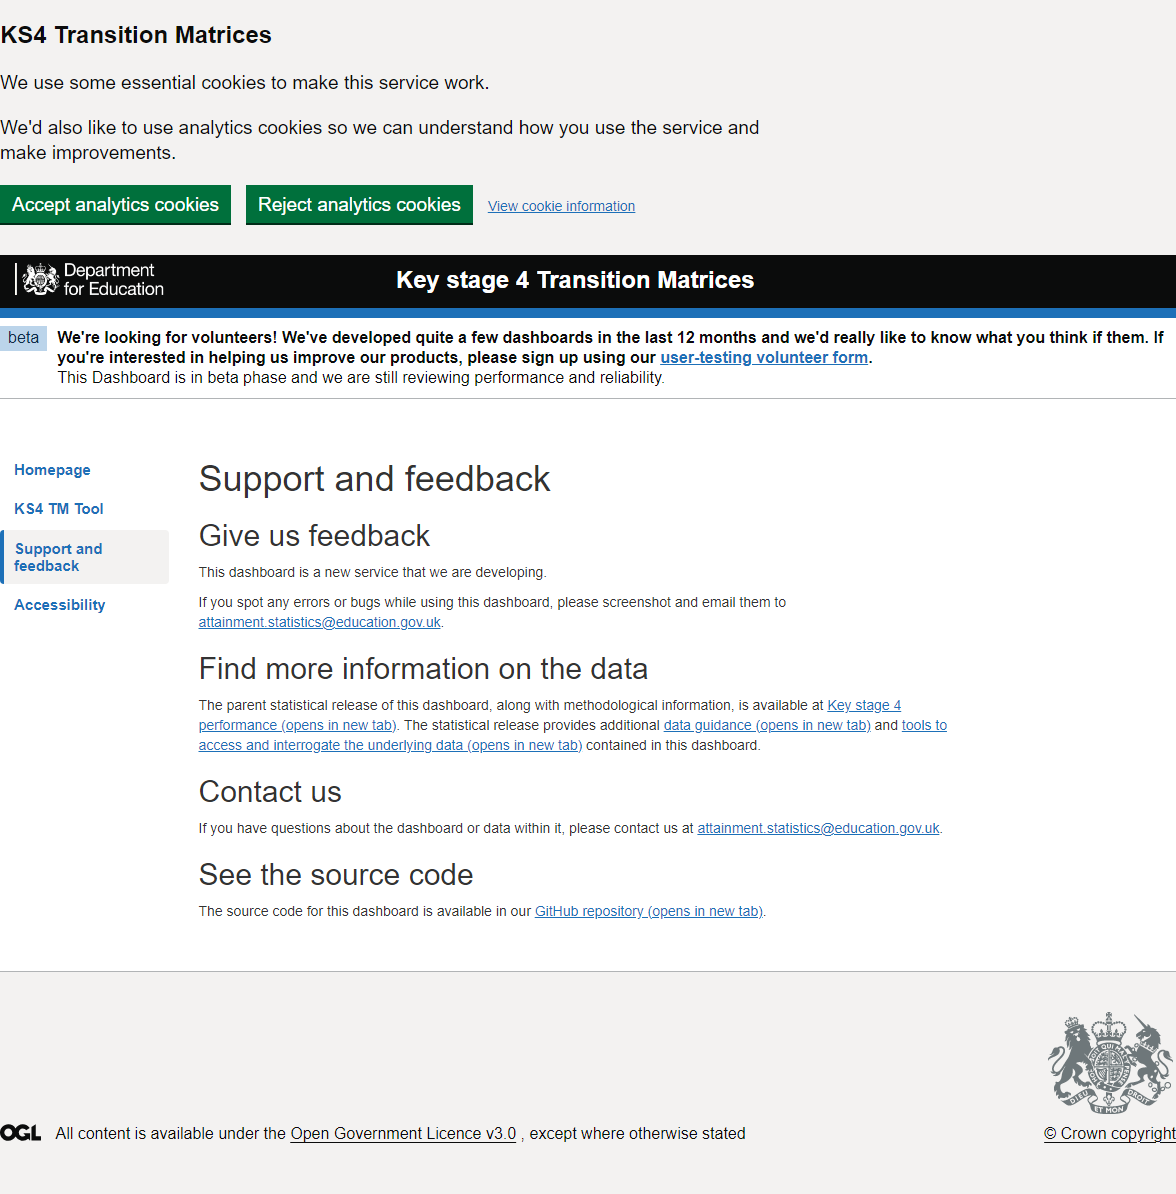 KS4 Transition Matrices
We use some essential cookies to make this service work.
We'd also like to use analytics cookies so we can understand how you use the service and
make improvements.
Accept analytics cookies
Reject analytics cookies
View cookie information
Department
for Education
Key stage 4 Transition Matrices
beta
We're looking for volunteers! We've developed quite a few dashboards in the last 12 months and we'd really like to know what you think if them. If
you're interested in helping us improve our products, please sign up using our user-testing volunteer form.
This Dashboard is in beta phase and we are still reviewing performance and reliability.
Homepage
KS4 TM Tool
Support and
feedback
Accessibility
Support and feedback
Give us feedback
This dashboard is a new service that we are developing.
If you spot any errors or bugs while using this dashboard, please screenshot and email them to
attainment.statistics@education.gov.uk.
Find more information on the data
The parent statistical release of this dashboard, along with methodological information, is available at Key stage 4
performance (opens in new tab). The statistical release provides additional data guidance (opens in new tab) and tools to
access and interrogate the underlying data (opens in new tab) contained in this dashboard.
Contact us
If you have questions about the dashboard or data within it, please contact us at attainment.statistics@education.gov.uk.
See the source code
The source code for this dashboard is available in our GitHub repository (opens in new tab).
DIEU ET MON DROIT
OGL
All content is available under the Open Government Licence v3.0 , except where otherwise stated
© Crown copyright